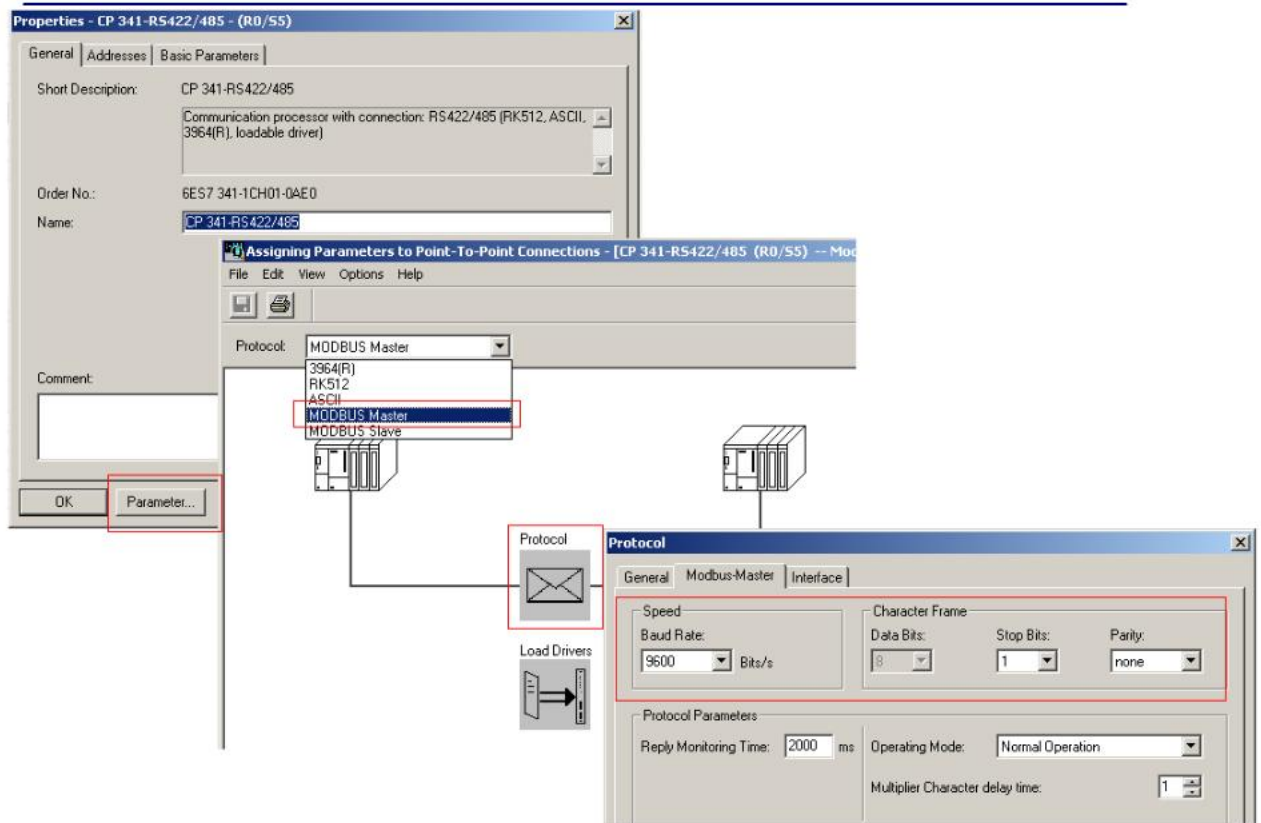 Properties - CP 341-RS422/485 - (R0/S5)
General Addresses Basic Parameters
Short Description: CP 341-RS422/485
Communication processor with connection: RS422/485 (RK512, ASCII,
3964(R), loadable driver)
Order No.: 6ES7 341-1CH01-0AE0
Name: CP 341-RS422/485
Comment:
OK Parameter...
Assigning Parameters to Point-To-Point Connections - [CP 341-RS422/485 (R0/S5) -- Mod
File Edit View Options Help
Protocol: MODBUS Master
3964(R)
RK512
ASCII
MODBUS Master
MODBUS Slave
Protocol
Load Drivers
Protocol
General Modbus-Master Interface
Speed
Baud Rate:
9600 Bits/s
Character Frame
Data Bits: Stop Bits: Parity:
8 1 none
Protocol Parameters
Reply Monitoring Time: 2000 ms
Operating Mode: Normal Operation
Multiplier Character delay time: 1